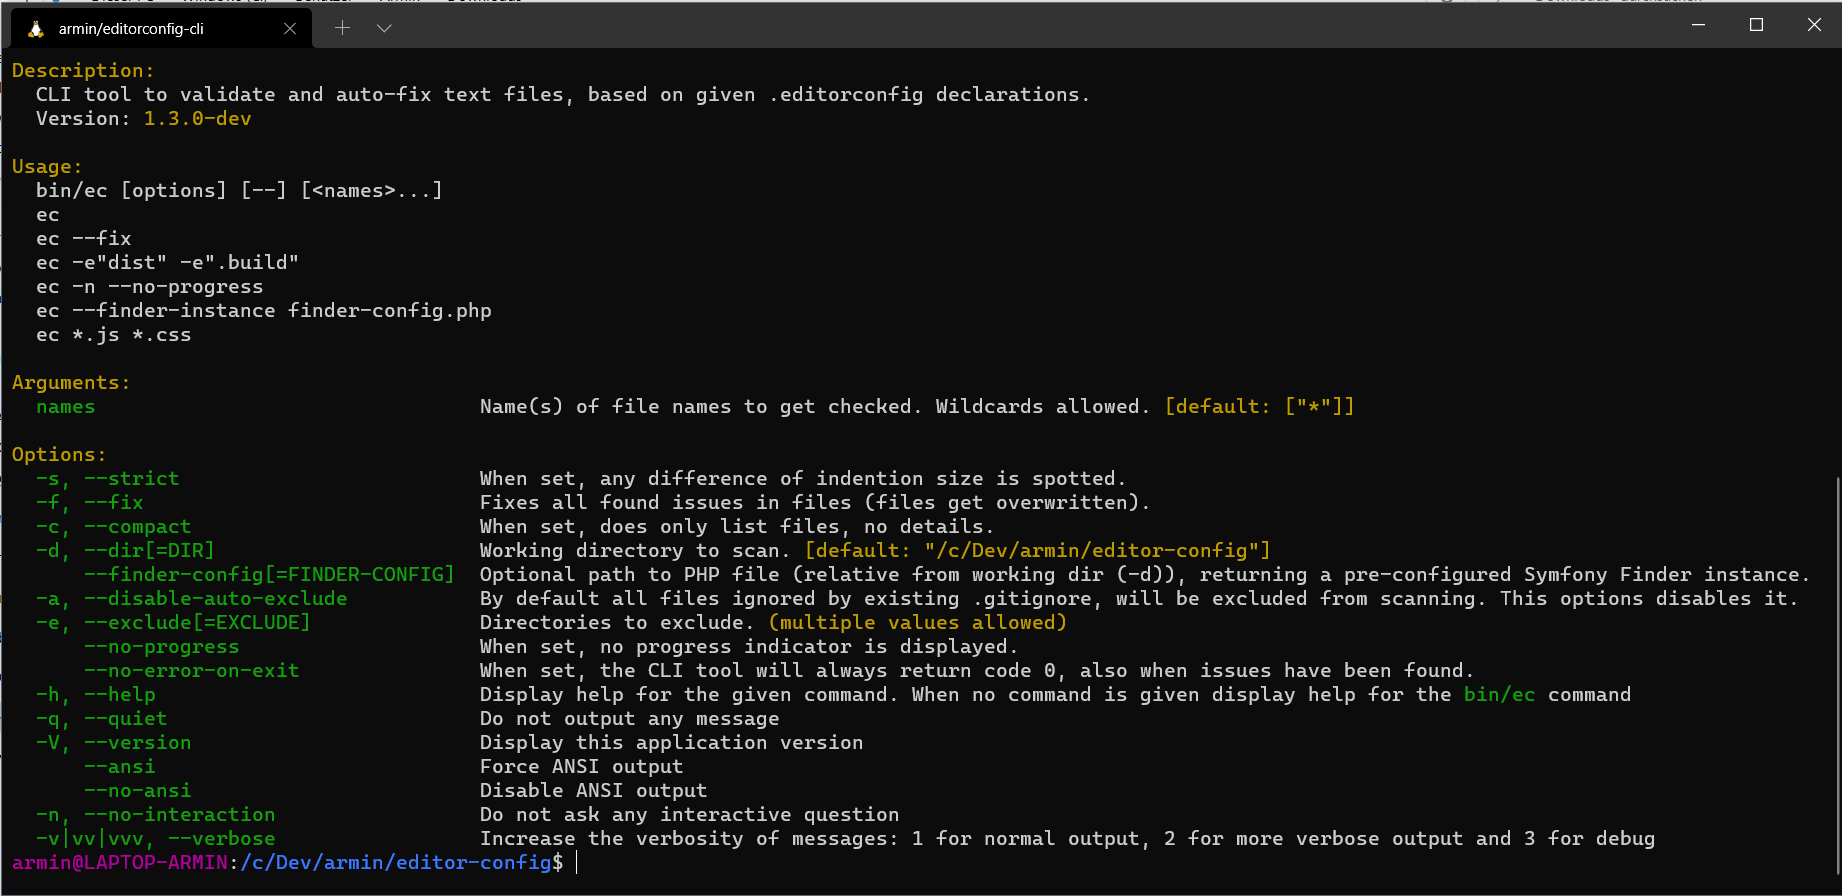 armin/editorconfig-cli
Description:
  CLI tool to validate and auto-fix text files, based on given .editorconfig declarations.
  Version: 1.3.0-dev

Usage:
  bin/ec [options] [--] [<names>...]
  ec
  ec --fix
  ec -e"dist" -e".build"
  ec -n --no-progress
  ec --finder-instance finder-config.php
  ec *.js *.css

Arguments:
  names                                Name(s) of file names to get checked. Wildcards allowed. [default: ["*"]]

Options:
  -s, --strict                         When set, any difference of indention size is spotted.
  -f, --fix                            Fixes all found issues in files (files get overwritten).
  -c, --compact                        When set, does only list files, no details.
  -d, --dir[=DIR]                      Working directory to scan. [default: "/c/Dev/armin/editor-config"]
      --finder-config[=FINDER-CONFIG]  Optional path to PHP file (relative from working dir (-d)), returning a pre-configured Symfony Finder instance.
  -a, --disable-auto-exclude           By default all files ignored by existing .gitignore, will be excluded from scanning. This options disables it.
  -e, --exclude[=EXCLUDE]              Directories to exclude. (multiple values allowed)
      --no-progress                    When set, no progress indicator is displayed.
      --no-error-on-exit               When set, the CLI tool will always return code 0, also when issues have been found.
  -h, --help                           Display help for the given command. When no command is given display help for the bin/ec command
  -q, --quiet                          Do not output any message
  -V, --version                        Display this application version
      --ansi                           Force ANSI output
      --no-ansi                        Disable ANSI output
  -n, --no-interaction                 Do not ask any interactive question
  -v|vv|vvv, --verbose                 Increase the verbosity of messages: 1 for normal output, 2 for more verbose output and 3 for debug
armin@LAPTOP-ARMIN:/c/Dev/armin/editor-config$